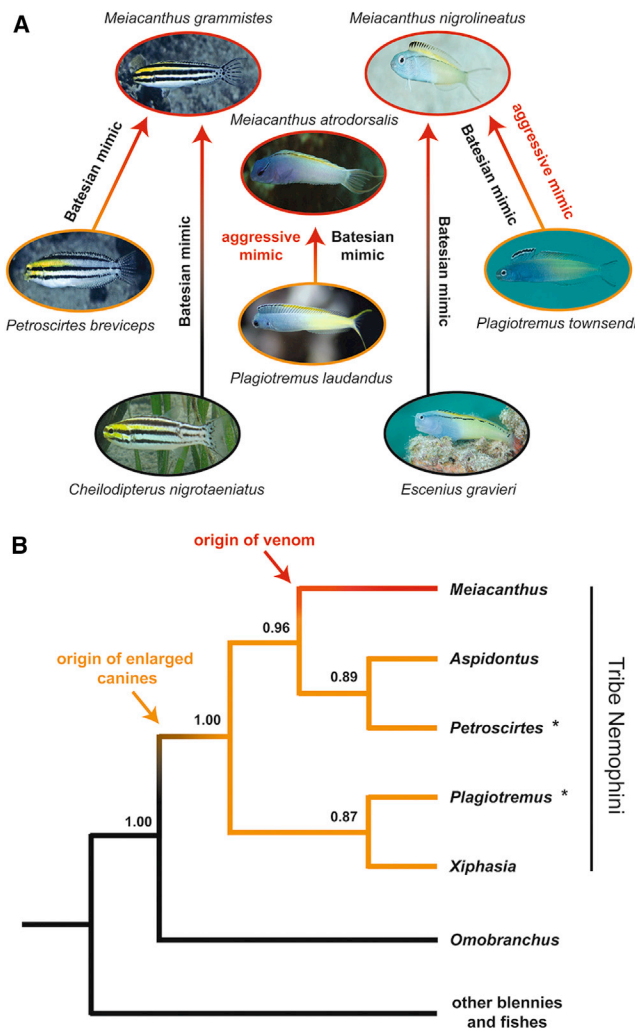 A
Meiacanthus grammistes
Meiacanthus nigrolineatus
Meiacanthus atrodorsalis
Batesian mimic
Batesian mimic
aggressive
mimic
Batesian
mimic
Batesian mimic
Batesian mimic
aggressive mimic
Petroscirtes breviceps
Plagiotremus laudandus
Plagiotremus townsendi
Cheilodipterus nigrotaeniatus
Escenius gravieri
B
origin of venom
origin of enlarged
canines
0.96
0.89
1.00
0.87
1.00
Meiacanthus
Aspidontus
Petroscirtes *
Plagiotremus *
Xiphasia
Omobranchus
other blennies
and fishes
Tribe Nemophini